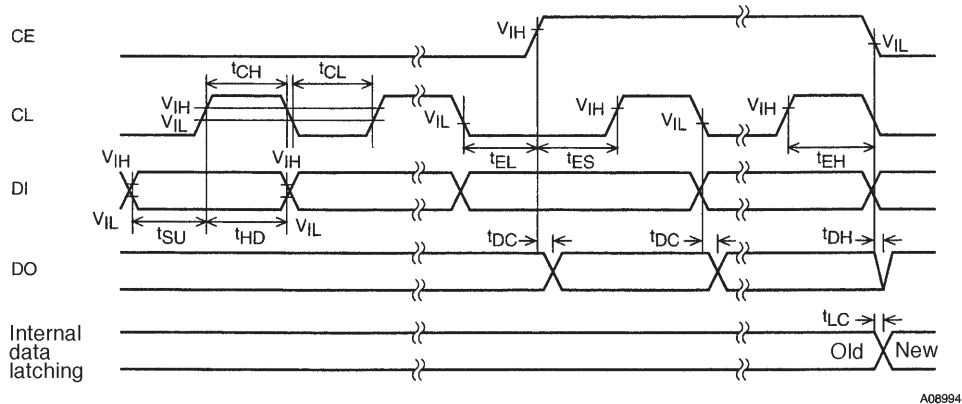 CE
VIH
VIL
tCH
tCL
CL
VIH
VIL
VIL
VIH
VIL
VIH
tEL
tES
tEH
VIH
VIH
DI
VIL
tSU
tHD
VIL
tDC
tDC
tDH
DO
tLC
Internal
data
latching
Old
New
A08994